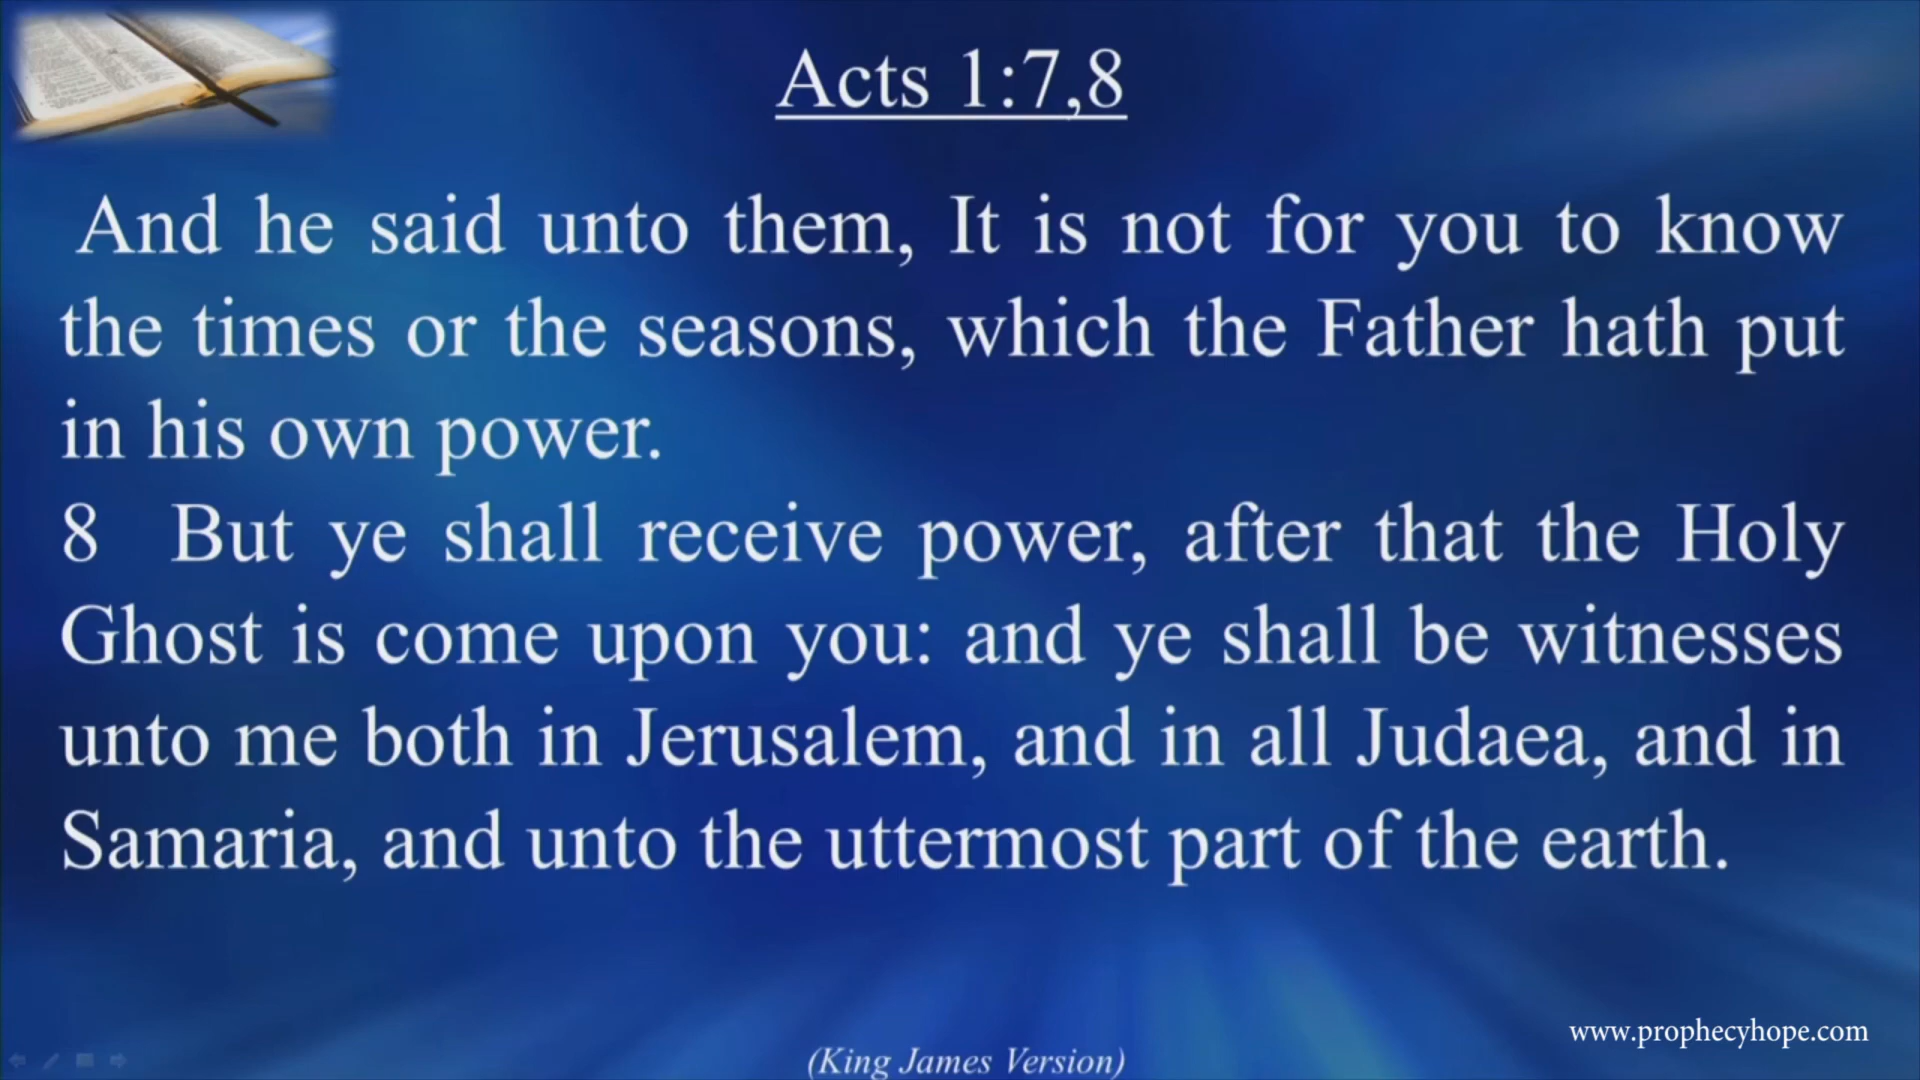 Acts 1:7,8
And he said unto them, It is not for you to know
the times or the seasons, which the Father hath put
in his own power.
8 But ye shall receive power, after that the Holy
Ghost is come upon you: and ye shall be witnesses
unto me both in Jerusalem, and in all Judaea, and in
Samaria, and unto the uttermost part of the earth.
www.prophecyhope.com
(King James Version)